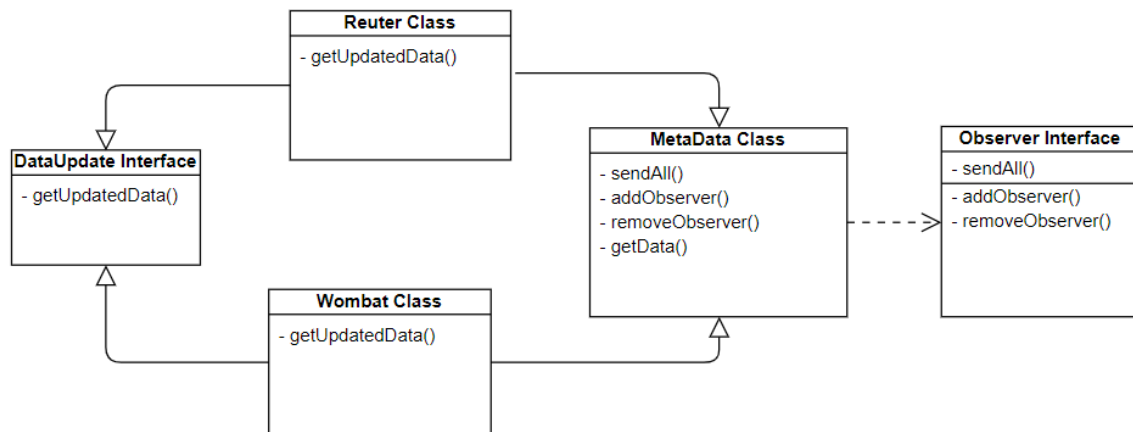 Reuter Class
- getUpdatedData()
DataUpdate Interface
- getUpdatedData()
Wombat Class
- getUpdatedData()
MetaData Class
- sendAll()
- addObserver()
- removeObserver()
- getData()
Observer Interface
- sendAll()
- addObserver()
- removeObserver()